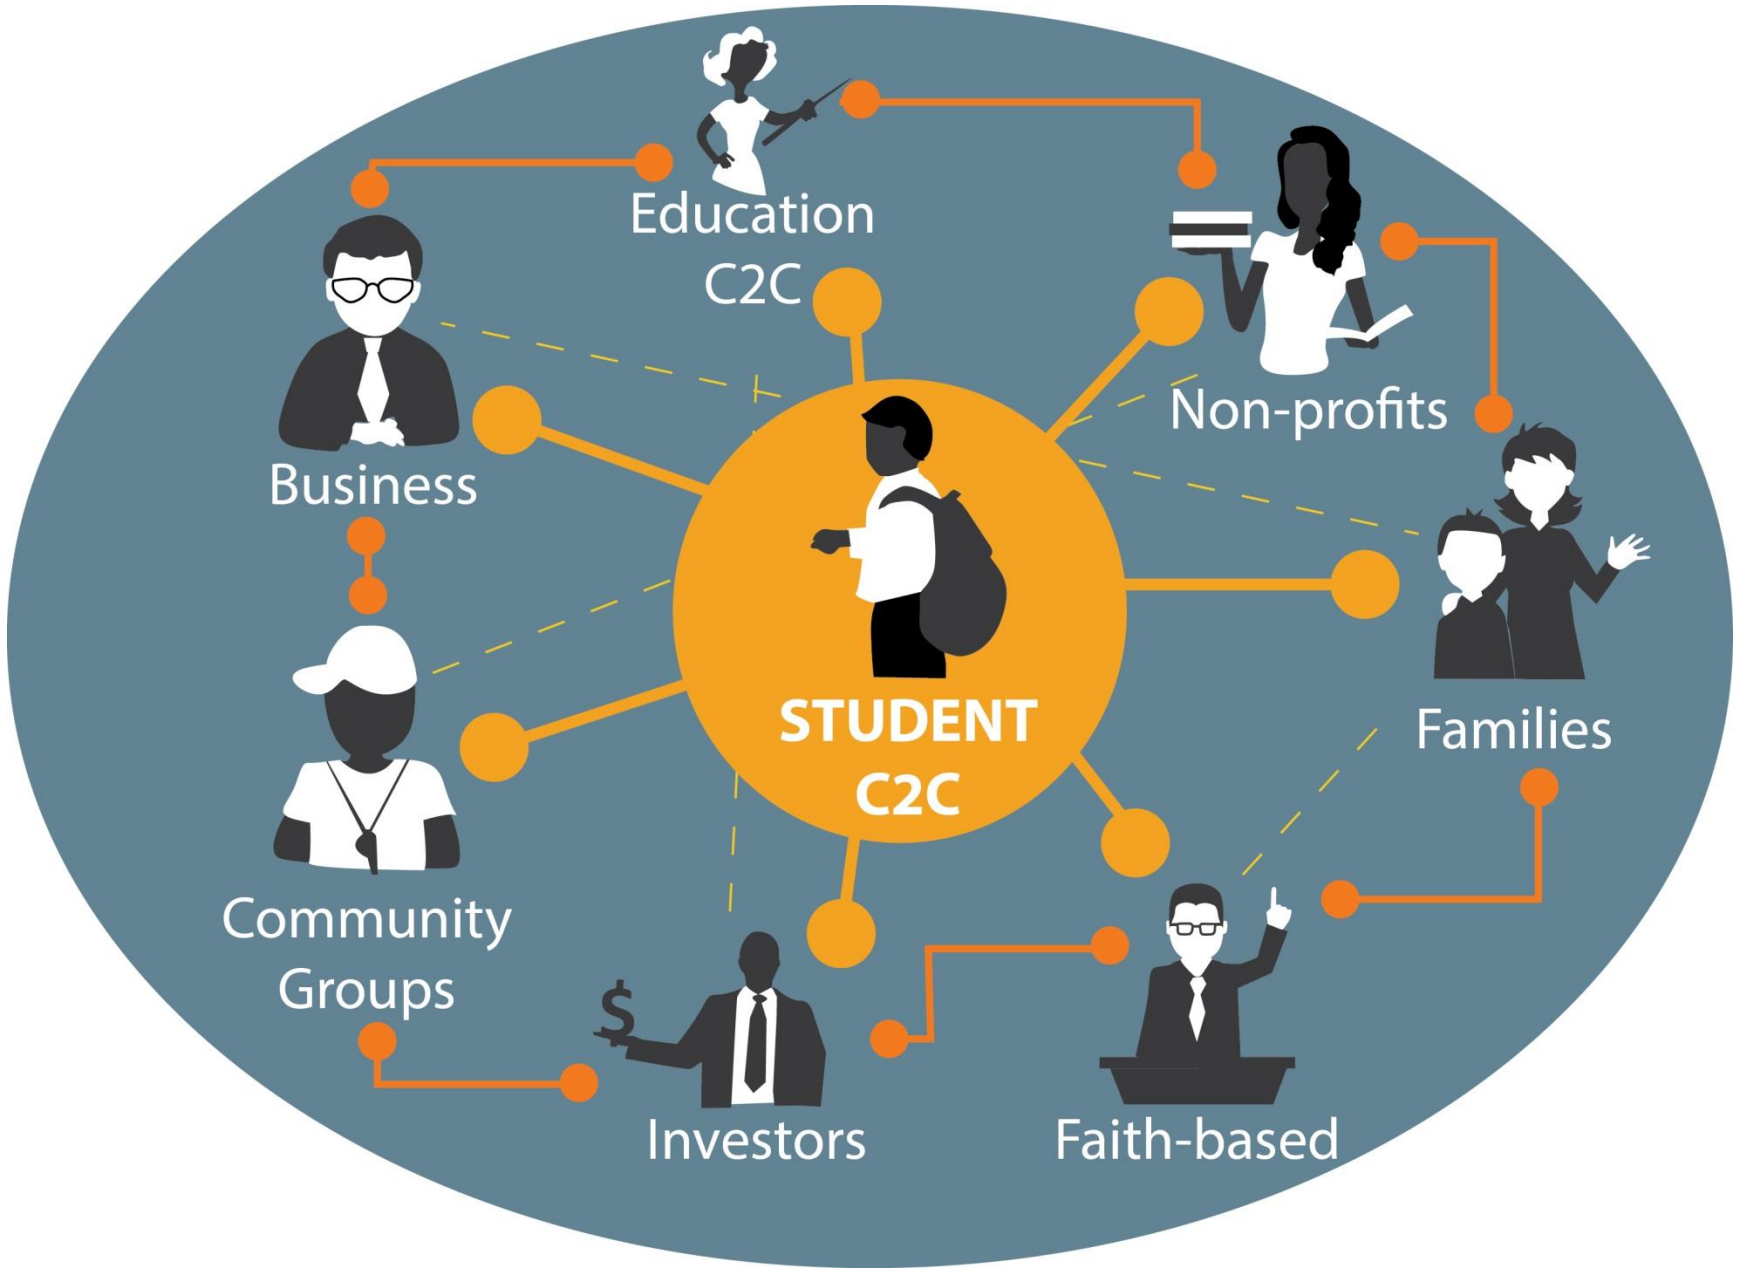 Education
C2C
Non-profits
Business
Families
STUDENT
C2C
Community
Groups
$
Investors
Faith-based